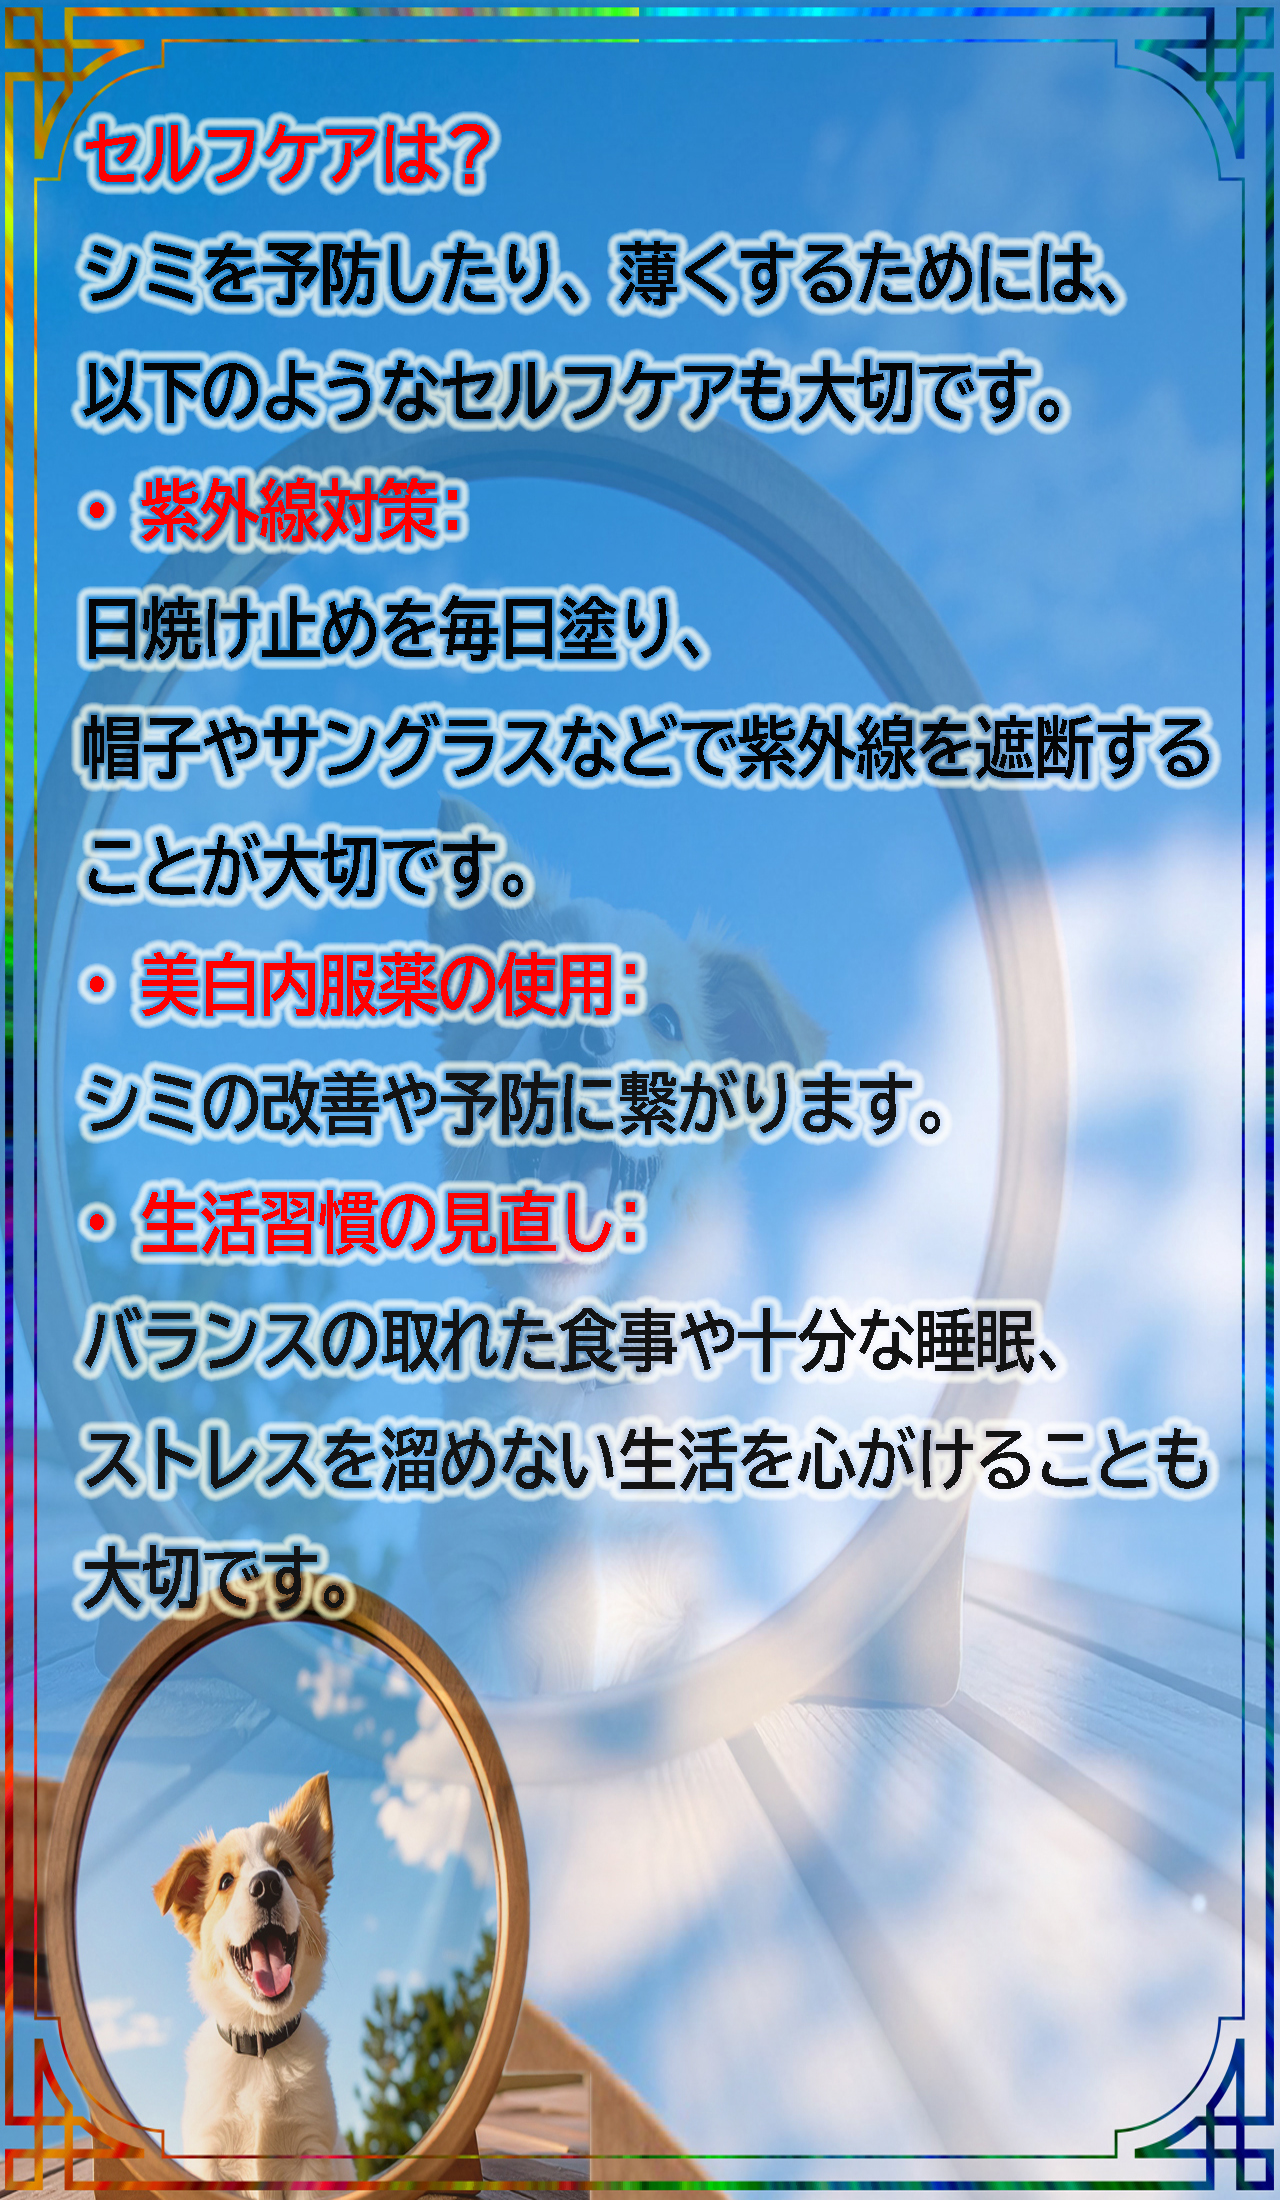 セルフケアは？
シミを予防したり、薄くするためには、
以下のようなセルフケアも大切です。
・紫外線対策：
日焼け止めを毎日塗り、
帽子やサングラスなどで紫外線を遮断する
ことが大切です。
・美白内服薬の使用：
シミの改善や予防に繋がります。
・生活習慣の見直し：
バランスの取れた食事や十分な睡眠、
ストレスを溜めない生活を心がけることも
大切です。